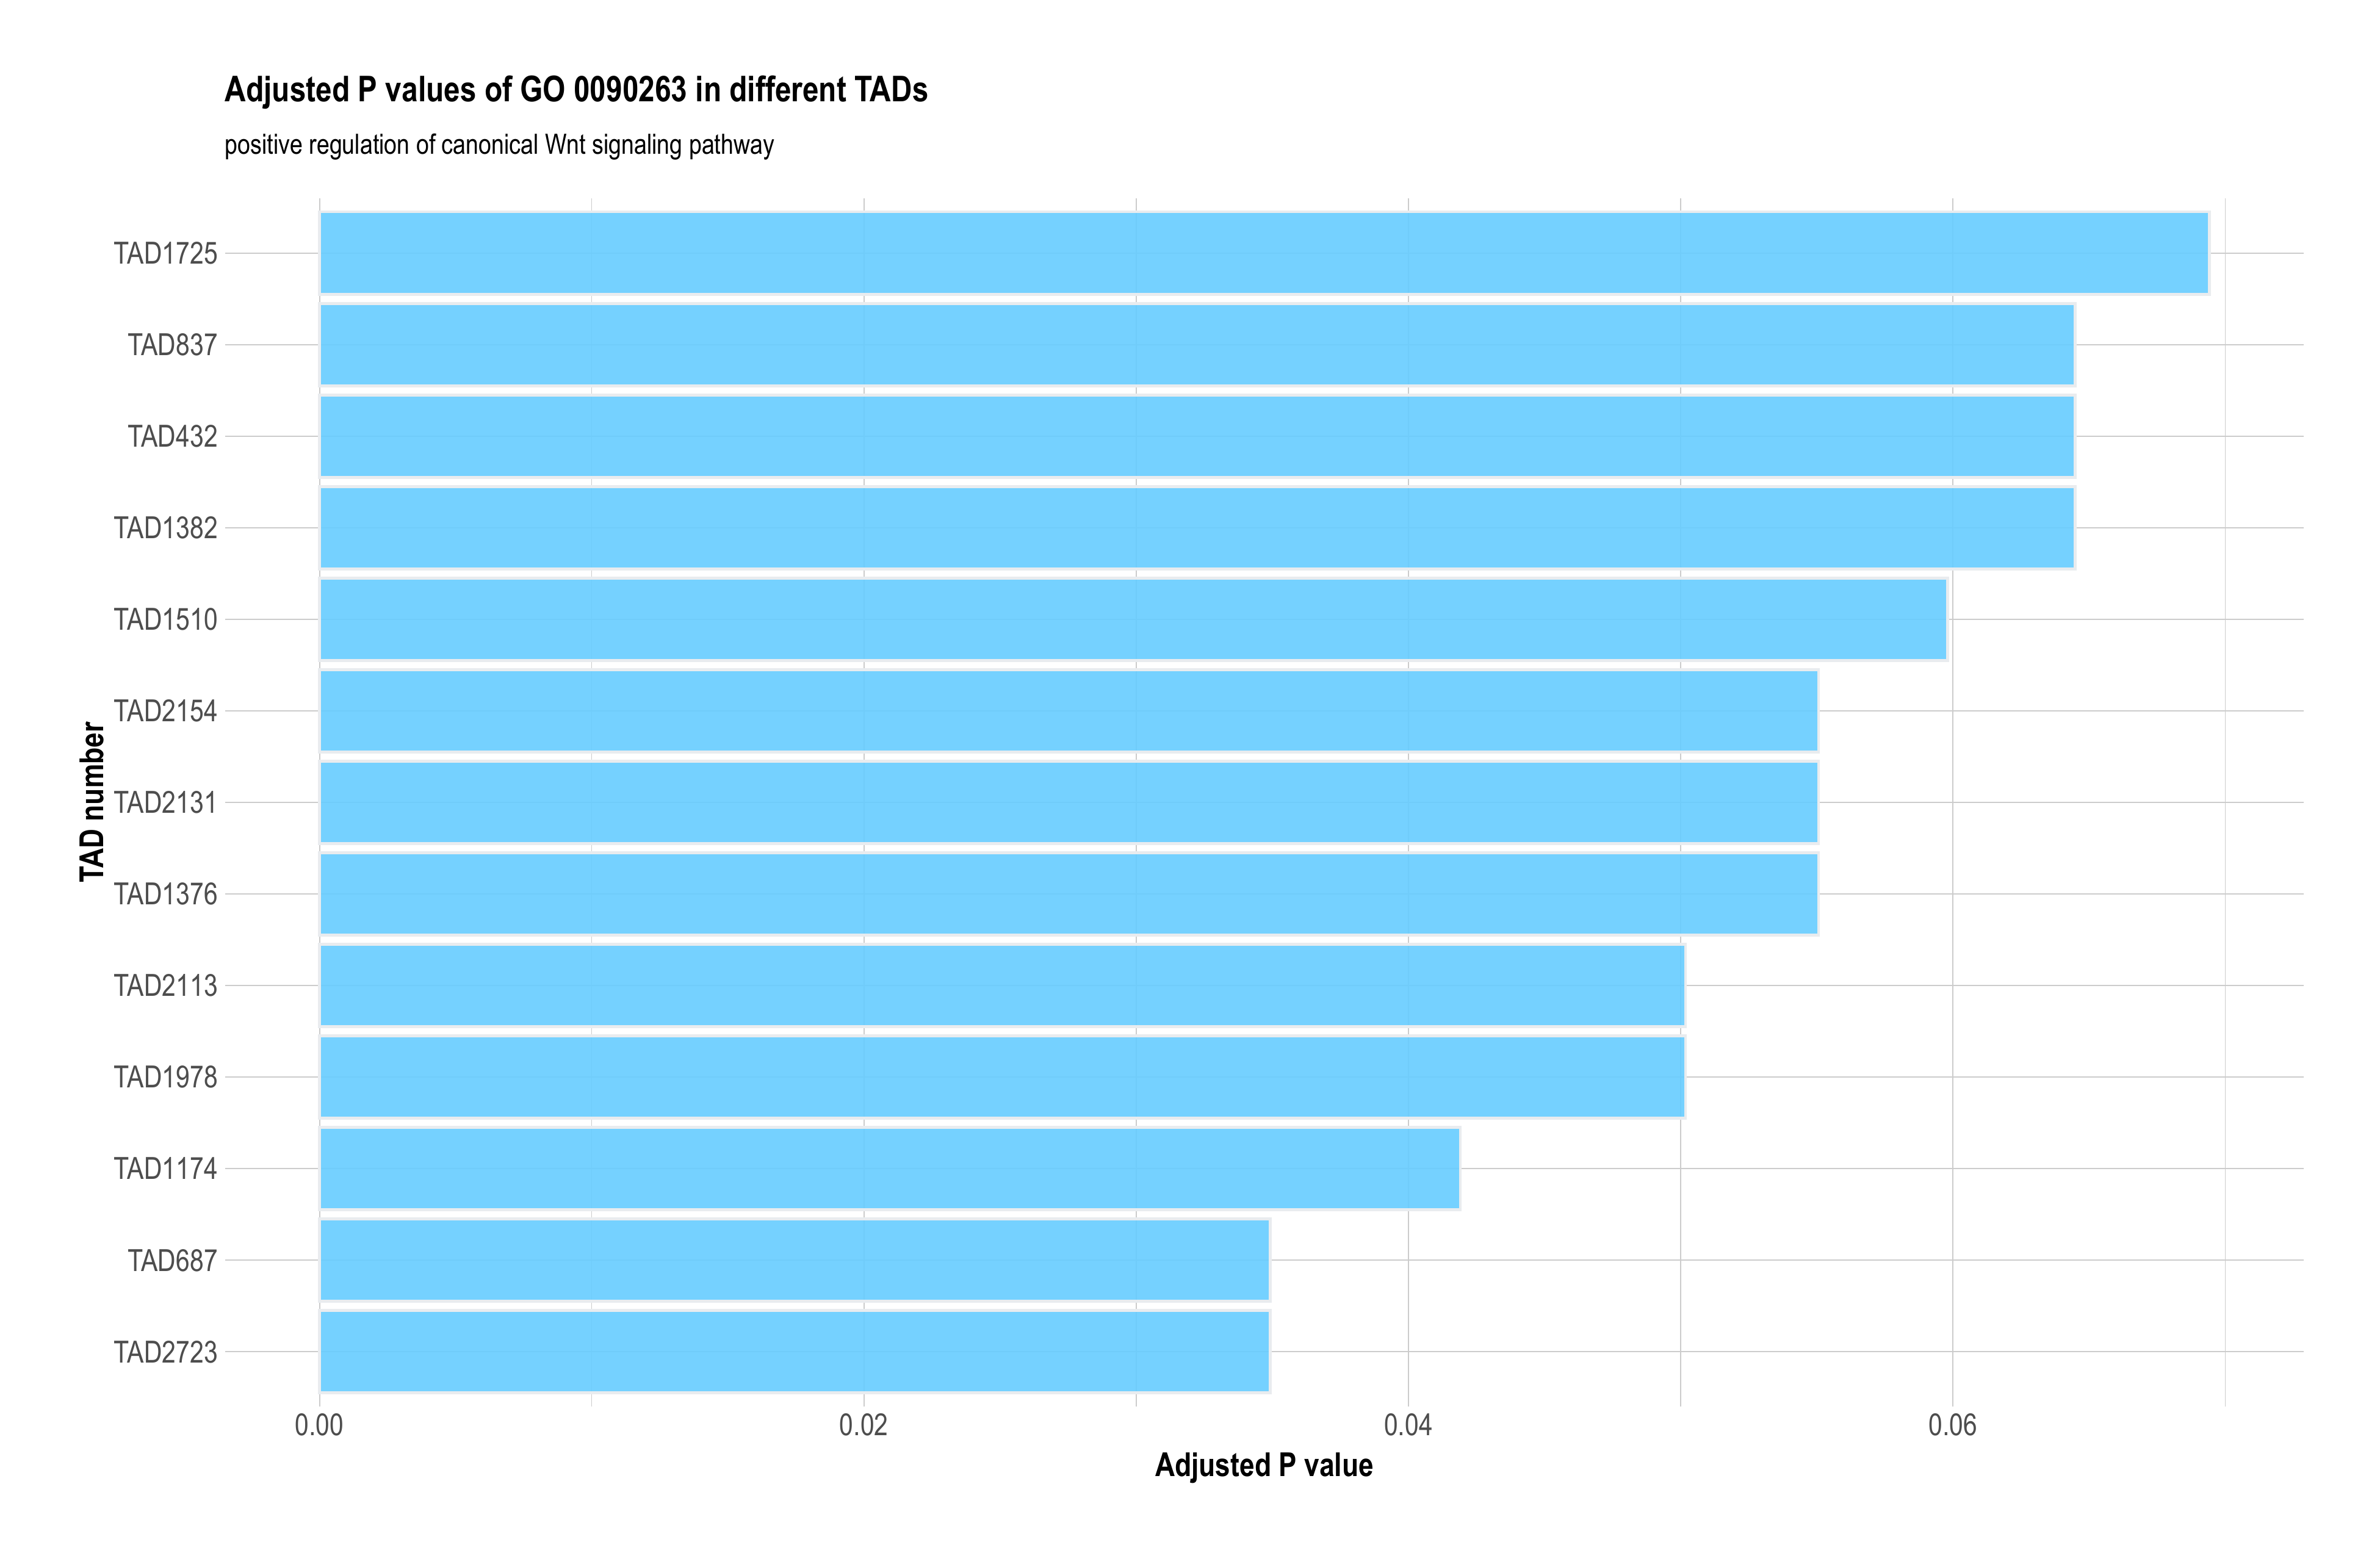 Adjusted P values of GO 0090263 in different TADs
positive regulation of canonical Wnt signaling pathway
TAD1725
TAD837
TAD432
TAD1382
TAD1510
TAD2154
TAD2131
TAD1376
TAD2113
TAD1978
TAD1174
TAD687
TAD2723
TAD number
0.00 0.02 0.04 0.06
Adjusted P value